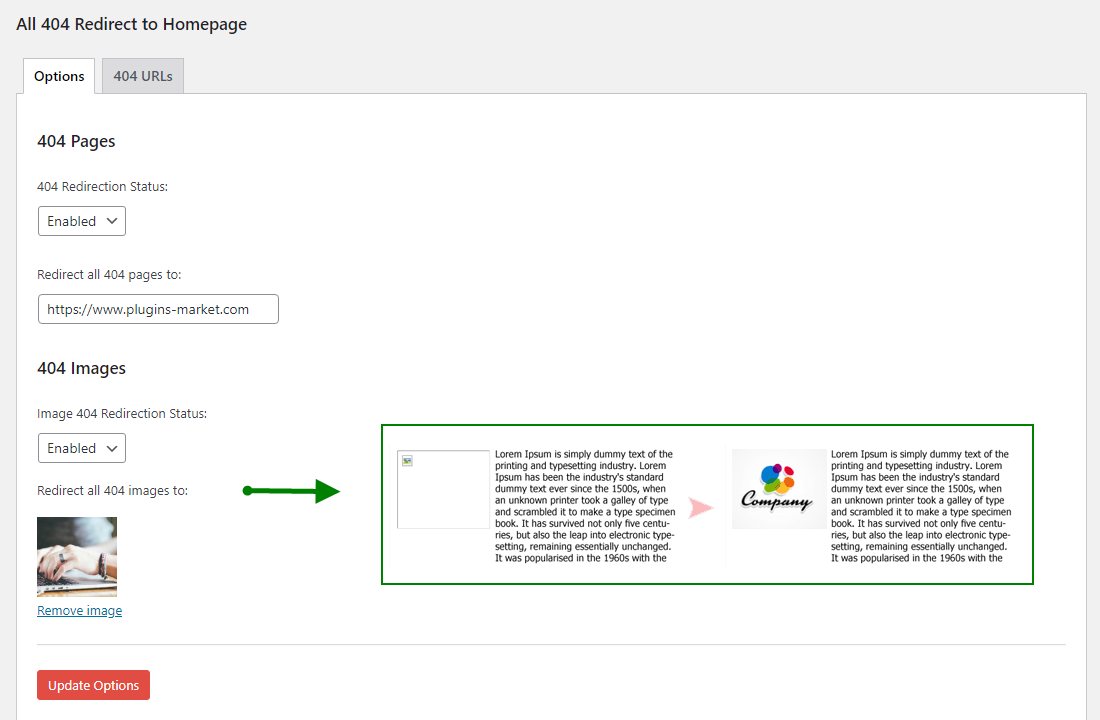 All 404 Redirect to Homepage
Options
404 URLs
404 Pages
404 Redirection Status:
Enabled
Redirect all 404 pages to:
https://www.plugins-market.com
404 Images
Image 404 Redirection Status:
Enabled
Redirect all 404 images to:
Remove image
Lorem Ipsum is simply dummy text of the
printing and typesetting industry. Lorem
Ipsum has been the industry's standard
dummy text ever since the 1500s, when
an unknown printer took a galley of type
and scrambled it to make a type specimen
book. It has survived not only five centu-
ries, but also the leap into electronic type-
setting, remaining essentially unchanged.
It was popularised in the 1960s with the
Company
Lorem Ipsum is simply dummy text of the
printing and typesetting industry. Lorem
Ipsum has been the industry's standard
dummy text ever since the 1500s, when
an unknown printer took a galley of type
and scrambled it to make a type specimen
book. It has survived not only five centu-
ries, but also the leap into electronic type-
setting, remaining essentially unchanged.
It was popularised in the 1960s with the
Update Options